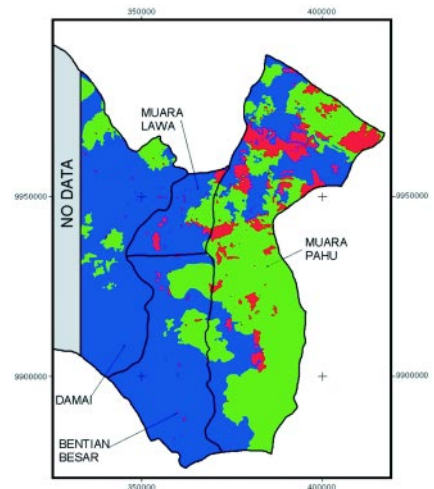 350000
400000
MUARA
LAWA
NO DATA
9950000
9950000
MUARA
PAHU
9900000
9900000
DAMAI
BENTIAN
BESAR
350000
400000